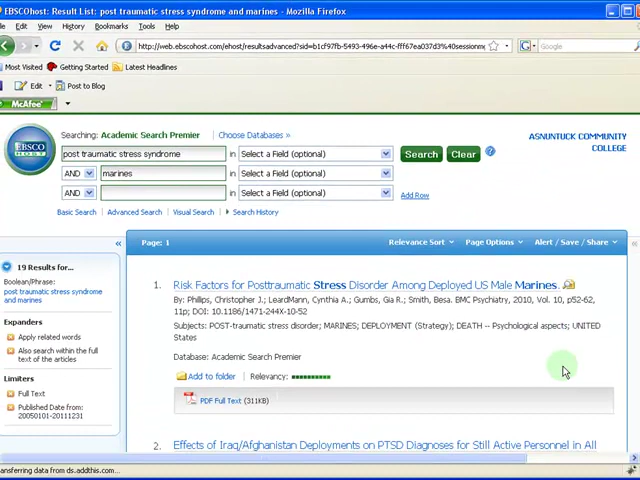 EBSCOhost: Result List: post traumatic stress syndrome and marines - Mozilla Firefox
Edit View History Bookmarks Tools Help
http://web.ebscohost.com/ehost/resultsadvanced?sid=b1cf97fb-5493-496e-a44c-fff67ea037d3%40sessionmg
Google
Most Visited Getting Started Latest Headlines
Edit Post to Blog
McAfee
Searching: Academic Search Premier Choose Databases »
EBSCO HOST
post traumatic stress syndrome in Select a Field (optional) Search Clear
ASNUNTUCK COMMUNITY COLLEGE
AND marines in Select a Field (optional)
AND in Select a Field (optional) Add Row
Basic Search Advanced Search Visual Search Search History
« Page: 1 Relevance Sort Page Options Alert / Save / Share «
19 Results for...
Boolean/Phrase:
post traumatic stress syndrome
and marines
Expanders
Apply related words
Also search within the full
text of the articles
Limiters
Full Text
Published Date from:
20050101-20111231
1. Risk Factors for Posttraumatic Stress Disorder Among Deployed US Male Marines.
By: Phillips, Christopher J.; LeardMann, Cynthia A.; Gumbs, Gia R.; Smith, Besa. BMC Psychiatry, 2010, Vol. 10, p52-62,
11p; DOI: 10.1186/1471-244X-10-52
Subjects: POST-traumatic stress disorder; MARINES; DEPLOYMENT (Strategy); DEATH -- Psychological aspects; UNITED
States
Database: Academic Search Premier
Add to folder Relevancy:
PDF Full Text (311KB)
2. Effects of Iraq/Afghanistan Deployments on PTSD Diagnoses for Still Active Personnel in All
ansferring data from ds.addthis.com...